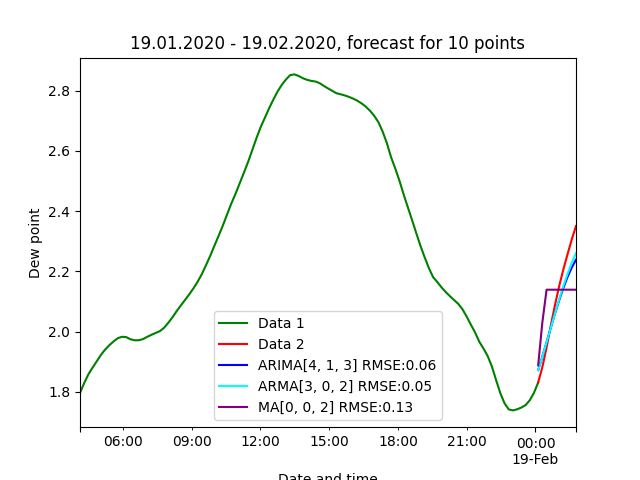 19.01.2020 - 19.02.2020, forecast for 10 points
Dew point
2.8
2.6
2.4
2.2
2.0
1.8
Data 1
Data 2
ARIMA[4, 1, 3] RMSE:0.06
ARMA[3, 0, 2] RMSE:0.05
MA[0, 0, 2] RMSE:0.13
06:00 09:00 12:00 15:00 18:00 21:00 00:00
19-Feb
Date and time